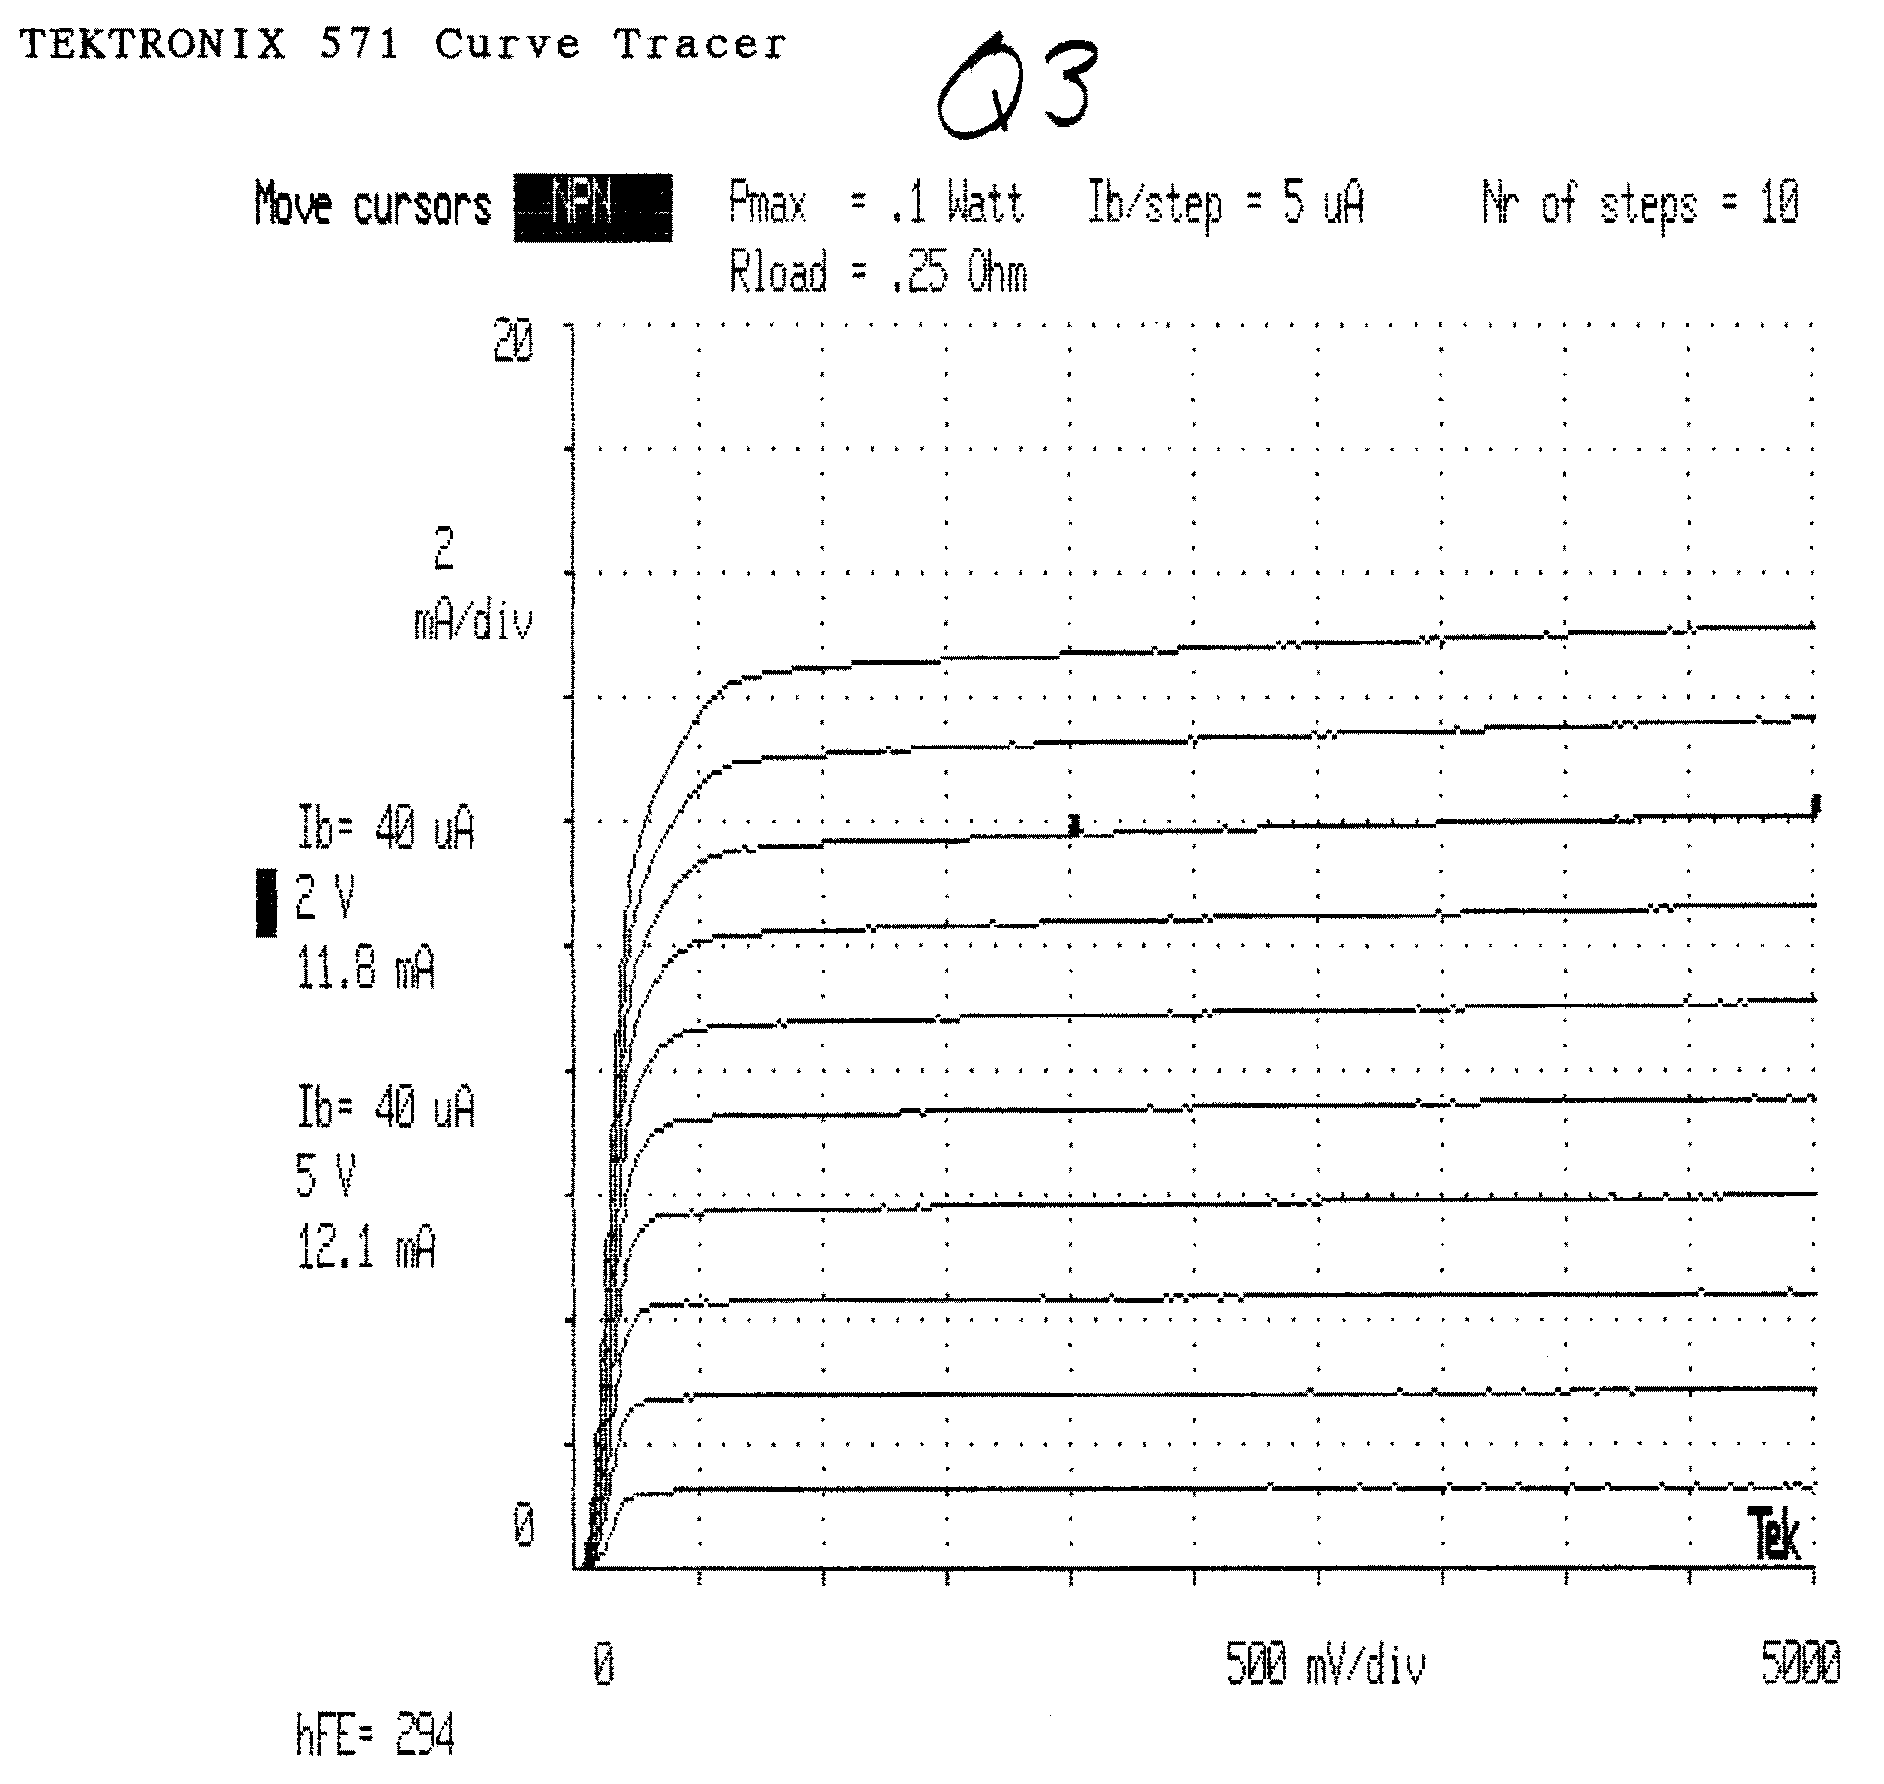 TEKTRONIX 571 Curve Tracer
Q3
Move cursors NPN Pmax = .1 Watt Ib/step = 5 uA Nr of steps = 10
Rload = .25 Ohm
20
2
mA/div
Ib= 40 uA
2 V
11.8 mA
Ib= 40 uA
5 V
12.1 mA
0
Tek
0 500 mV/div 5000
hFE= 294